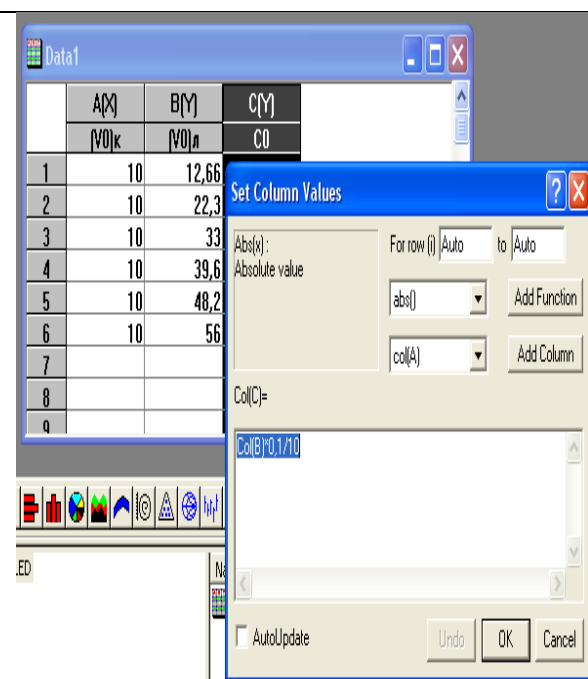 Data1
A(X) B(Y) C(Y)
(V0)к (V0)л C0
1 10 12,66
2 10 22,3
3 10 33
4 10 39,6
5 10 48,2
6 10 56
7
8
9
Set Column Values
Abs(x) :
Absolute value
For row (i) Auto to Auto
abs() Add Function
col(A) Add Column
Col(C)=
Col(B)*0,1/10
AutoUpdate Undo OK Cancel